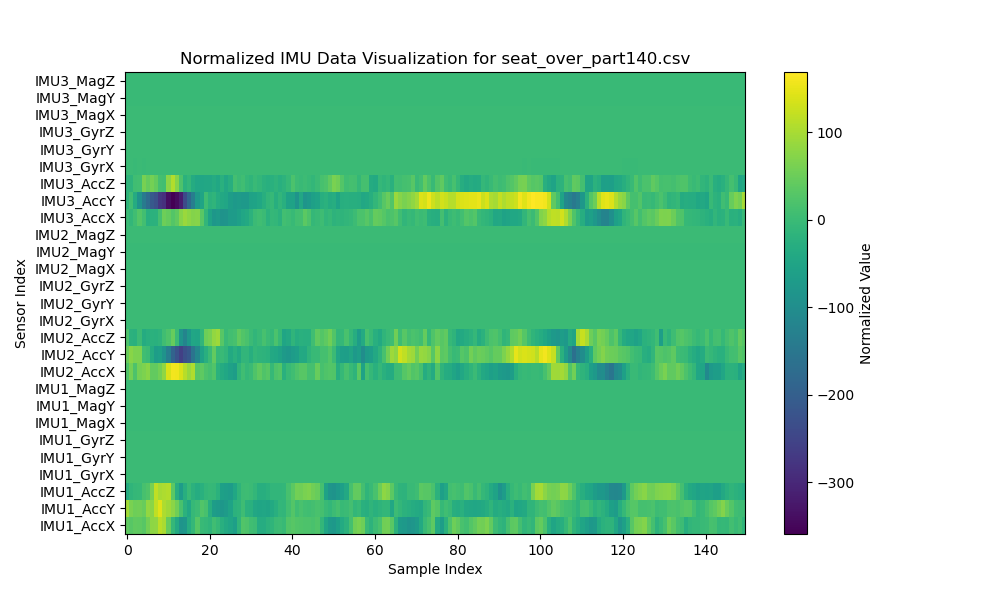 Normalized IMU Data Visualization for seat_over_part140.csv
IMU3_MagZ
IMU3_MagY
IMU3_MagX
IMU3_GyrZ
IMU3_GyrY
IMU3_GyrX
IMU3_AccZ
IMU3_AccY
IMU3_AccX
IMU2_MagZ
IMU2_MagY
IMU2_MagX
IMU2_GyrZ
IMU2_GyrY
IMU2_GyrX
IMU2_AccZ
IMU2_AccY
IMU2_AccX
IMU1_MagZ
IMU1_MagY
IMU1_MagX
IMU1_GyrZ
IMU1_GyrY
IMU1_GyrX
IMU1_AccZ
IMU1_AccY
IMU1_AccX
Sensor Index
0 20 40 60 80 100 120 140
Sample Index
100
0
−100
−200
−300
Normalized Value